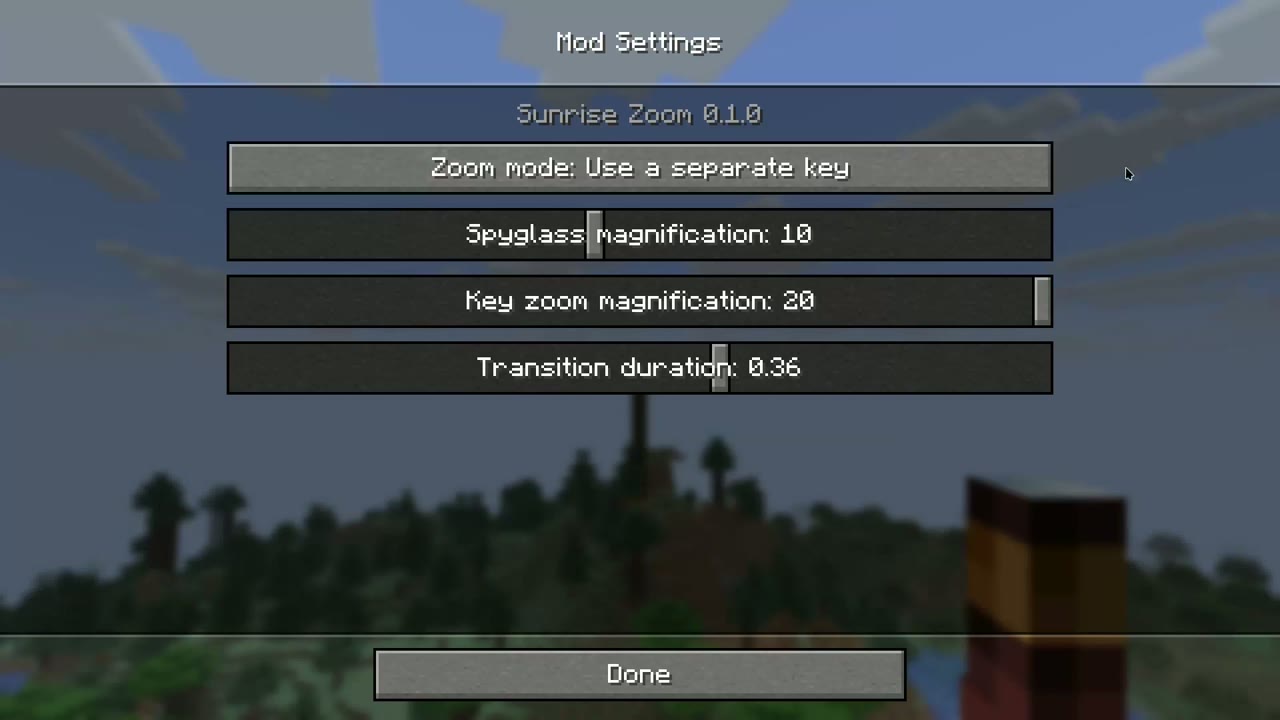 Mod Settings
Sunrise Zoom 0.1.0
Zoom mode: Use a separate key
Spyglass magnification: 10
Key zoom magnification: 20
Transition duration: 0.36
Done